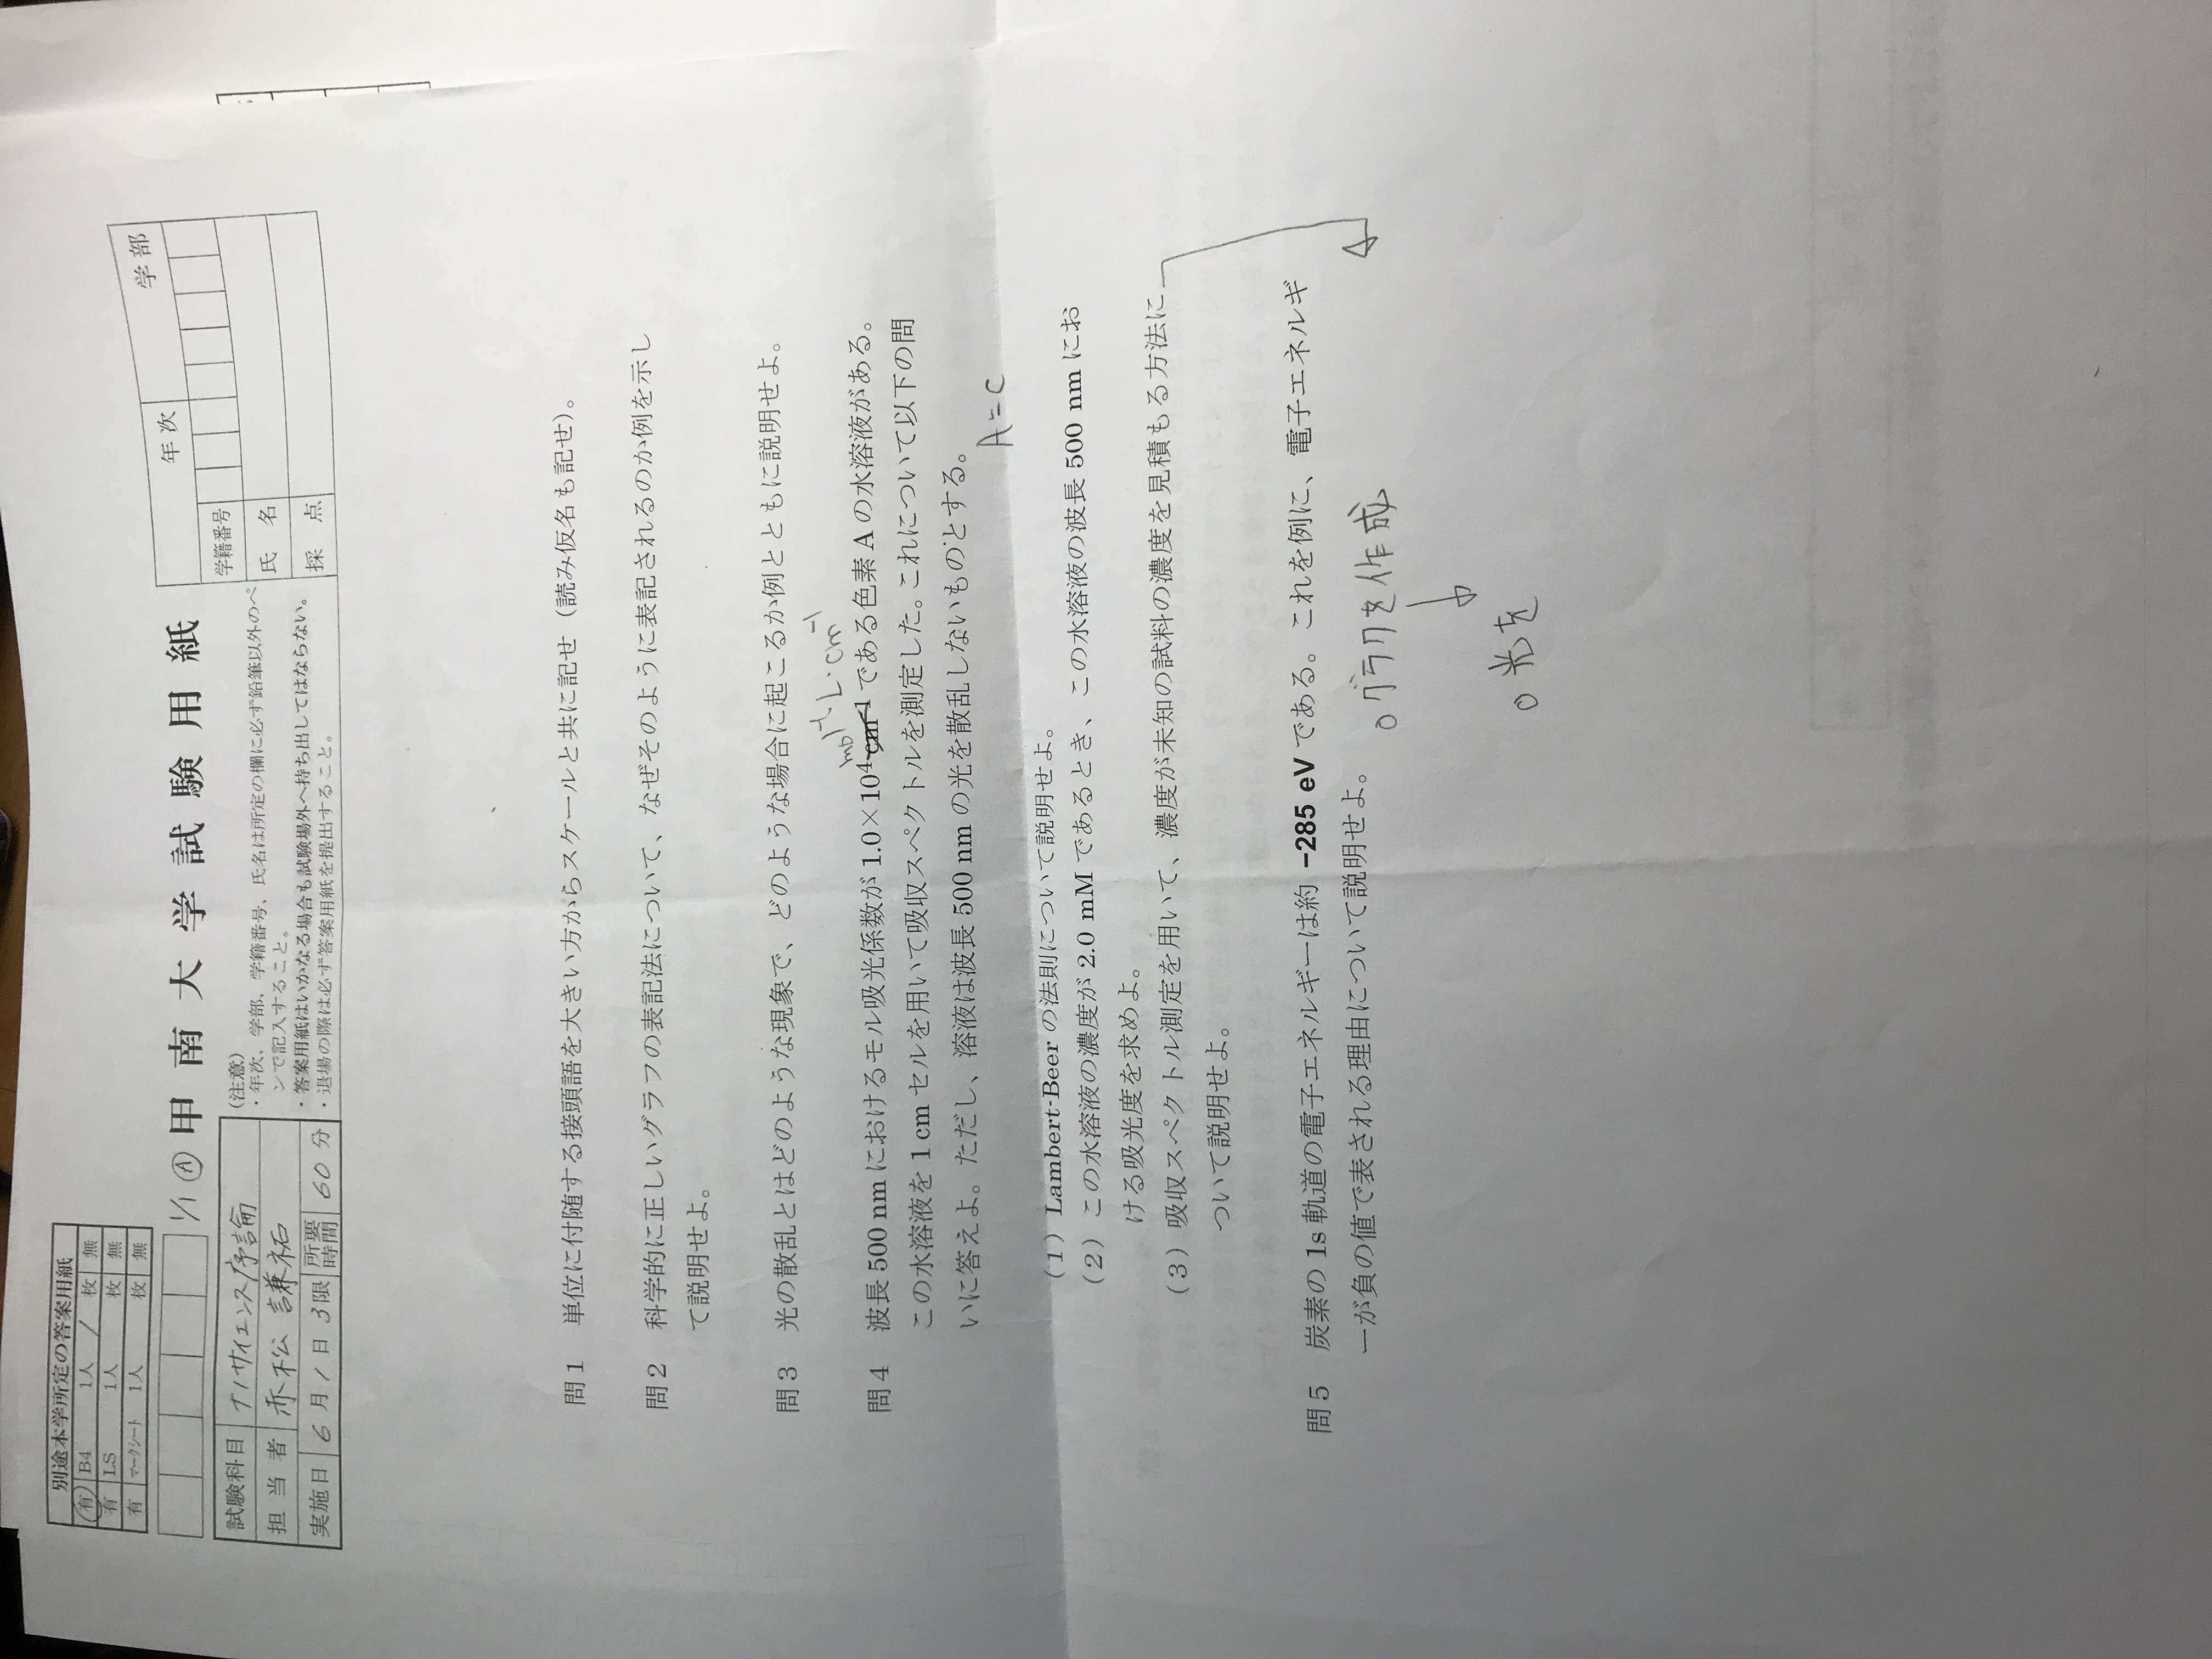 別途本学所定の答案用紙
有 B4 1人 / 枚 無
有 LS 1人 枚 無
有 マークシート 1人 枚 無
1/1 Ⓐ 甲南大学試験用紙
年次 学部
学籍番号
氏名
採点
試験科目 ナノサイエンス序論
担当者 赤松 謙祐
実施日 6月1日3限 所要時間 60分
(注意)
・年次、学部、学籍番号、氏名は所定の欄に必ず鉛筆以外のペ
ンで記入すること。
・答案用紙はいかなる場合も試験場外へ持ち出してはならない。
・退場の際は必ず答案用紙を提出すること。
問1 単位に付随する接頭語を大きい方からスケールと共に記せ（読み仮名も記せ）。
問2 科学的に正しいグラフの表記法について、なぜそのように表記されるのか例を示し
て説明せよ。
問3 光の散乱とはどのような現象で、どのような場合に起こるか例とともに説明せよ。
mol⁻¹ L・cm⁻¹
問4 波長 500 nm におけるモル吸光係数が 1.0×10⁴ cm⁻¹ である色素 A の水溶液がある。
この水溶液を 1 cm セルを用いて吸収スペクトルを測定した。これについて以下の問
いに答えよ。ただし、溶液は波長 500 nm の光を散乱しないものとする。
A=C
（1）Lambert-Beer の法則について説明せよ。
（2）この水溶液の濃度が 2.0 mM であるとき、この水溶液の波長 500 nm にお
ける吸光度を求めよ。
（3）吸収スペクトル測定を用いて、濃度が未知の試料の濃度を見積もる方法に
ついて説明せよ。
問5 炭素の 1s 軌道の電子エネルギーは約 −285 eV である。これを例に、電子エネルギ
ーが負の値で表される理由について説明せよ。
○グラフを作成
○光を